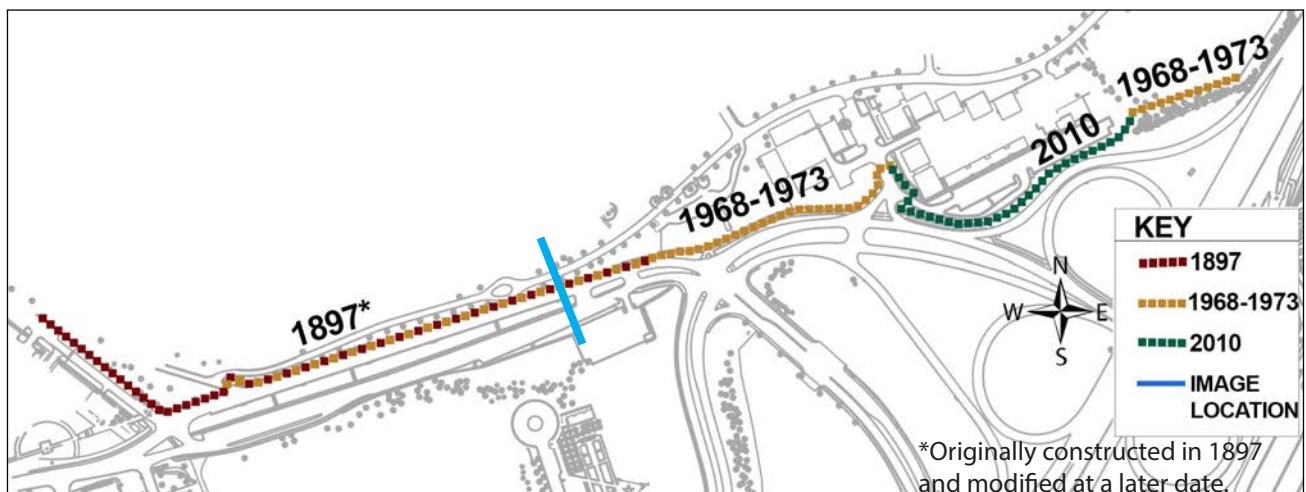 1968-1973
2010
1968-1973
1897*
KEY
1897
1968-1973
2010
IMAGE
LOCATION
N
W
E
S
*Originally constructed in 1897
and modified at a later date.